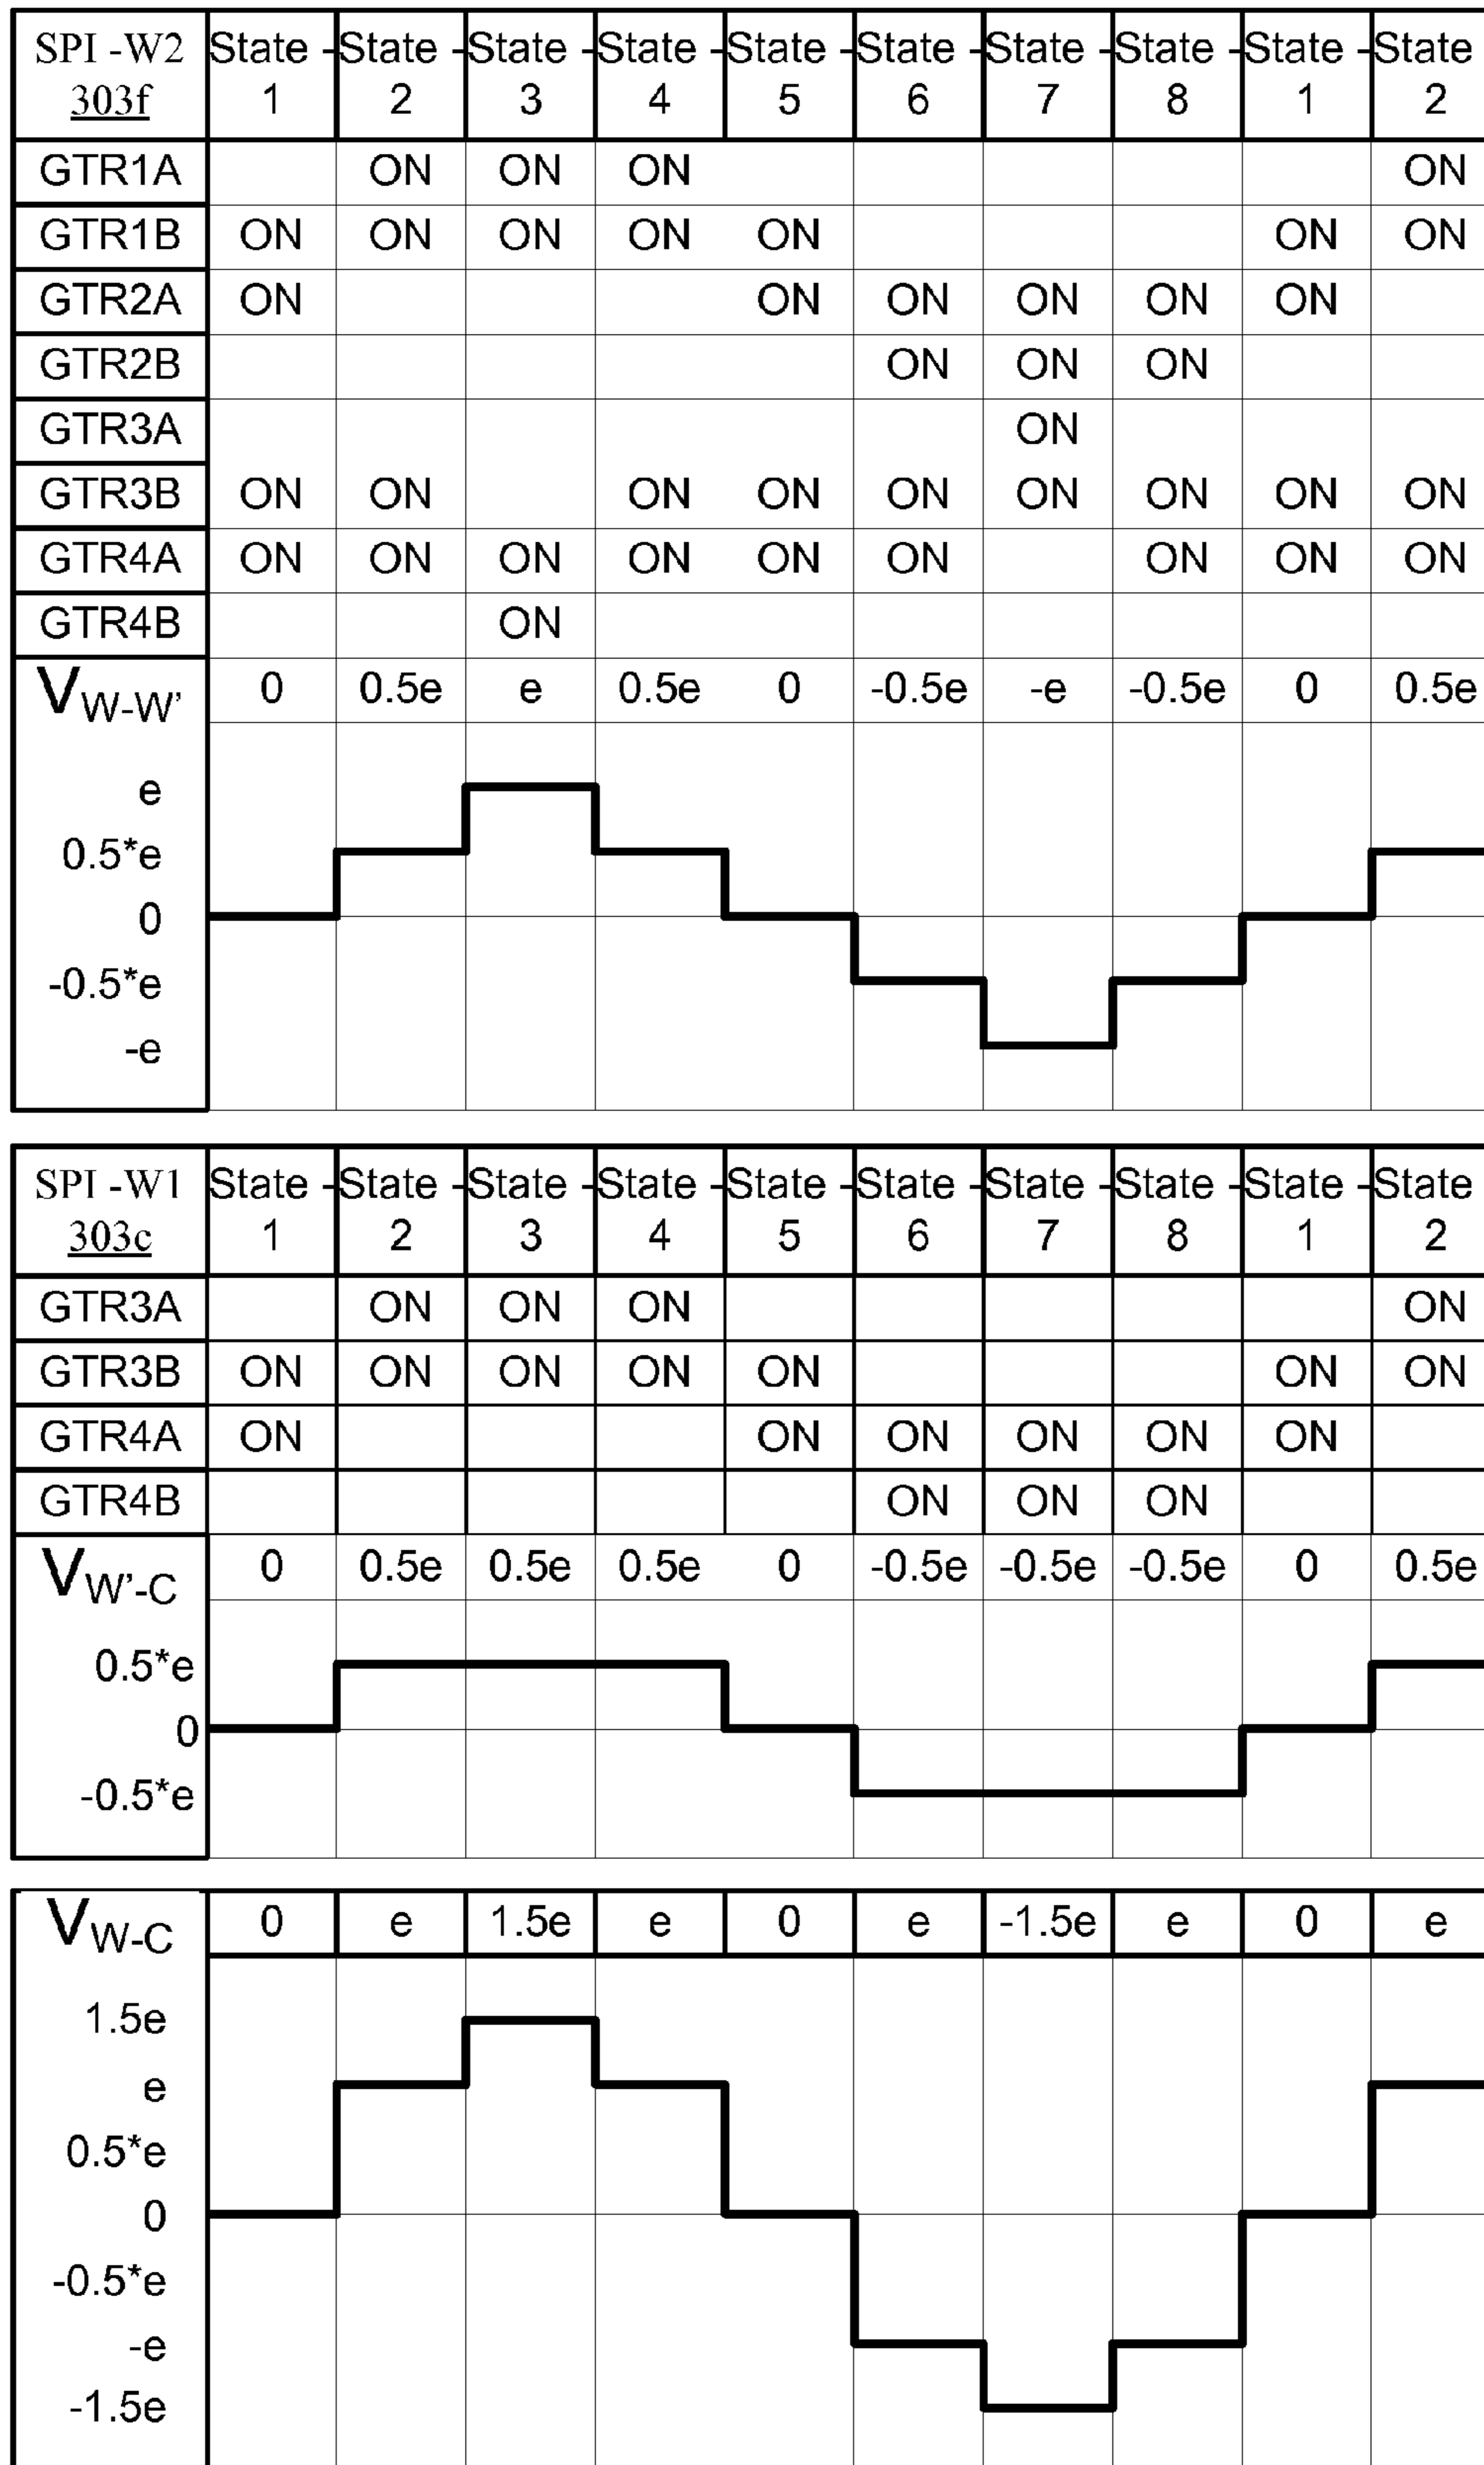 SPI -W2 State - State - State - State - State - State - State - State - State - State
303f 1 2 3 4 5 6 7 8 1 2
GTR1A ON ON ON ON
GTR1B ON ON ON ON ON ON ON
GTR2A ON ON ON ON ON ON
GTR2B ON ON ON
GTR3A ON
GTR3B ON ON ON ON ON ON ON ON ON
GTR4A ON ON ON ON ON ON ON ON ON
GTR4B ON
VW-W' 0 0.5e e 0.5e 0 -0.5e -e -0.5e 0 0.5e
e
0.5*e
0
-0.5*e
-e
SPI -W1 State - State - State - State - State - State - State - State - State - State
303c 1 2 3 4 5 6 7 8 1 2
GTR3A ON ON ON ON
GTR3B ON ON ON ON ON ON ON
GTR4A ON ON ON ON ON ON
GTR4B ON ON ON
VW'-C 0 0.5e 0.5e 0.5e 0 -0.5e -0.5e -0.5e 0 0.5e
0.5*e
0
-0.5*e
VW-C 0 e 1.5e e 0 e -1.5e e 0 e
1.5e
e
0.5*e
0
-0.5*e
-e
-1.5e